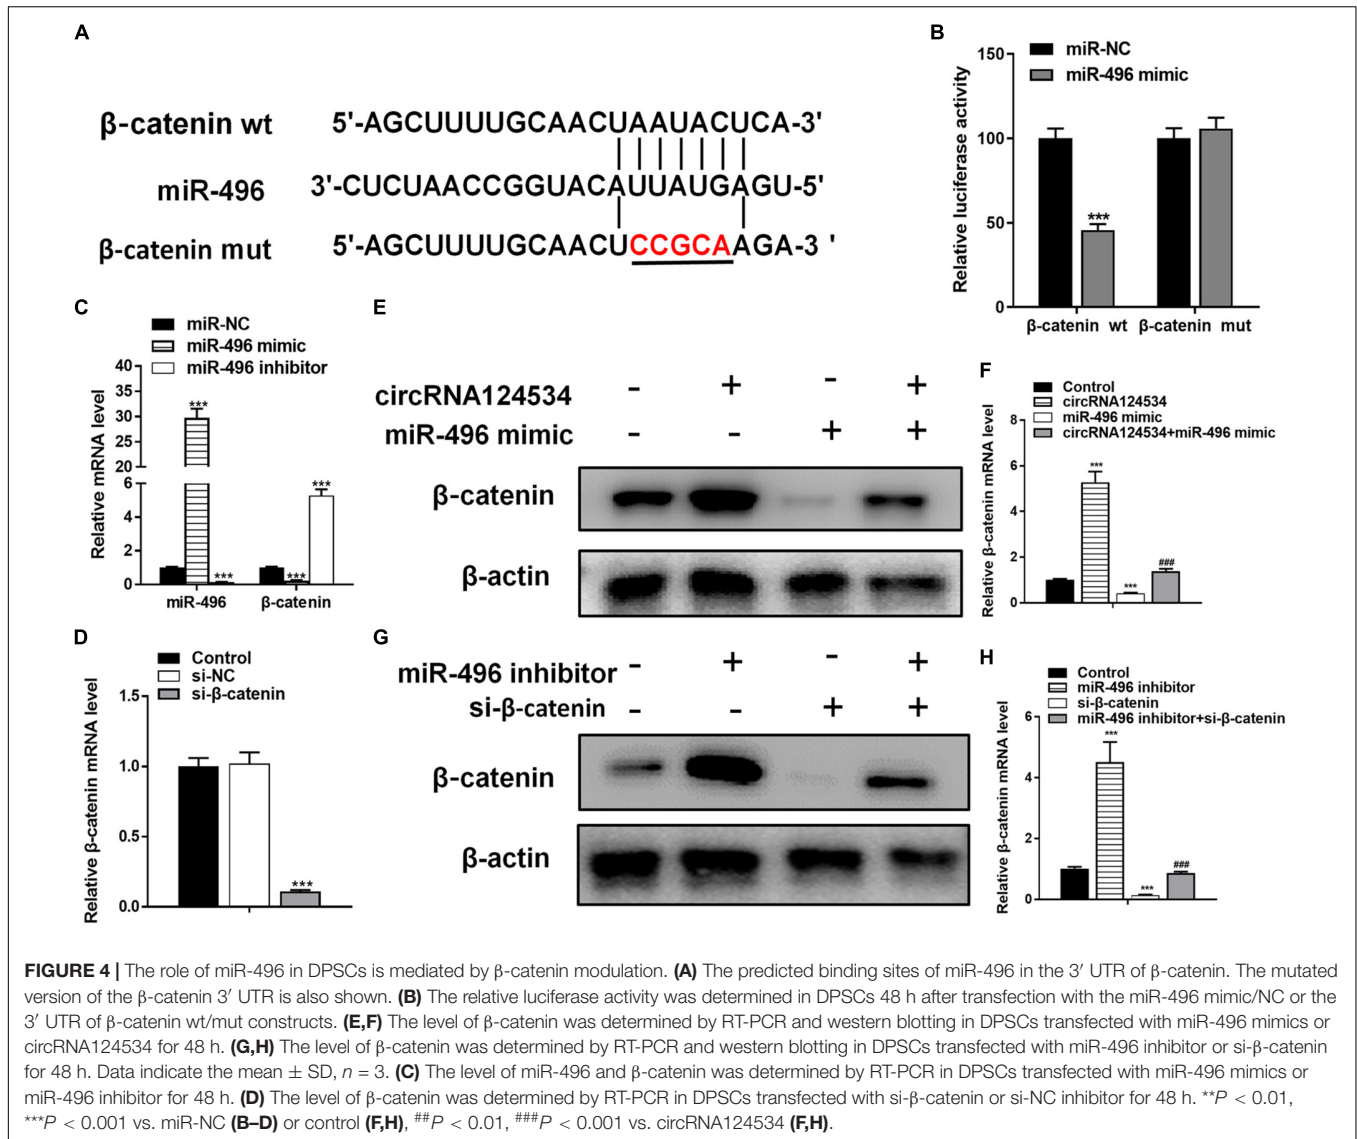 A
β-catenin wt 5'-AGCUUUUGCAACUAAUACUCA-3'
miR-496 3'-CUCUAACCGGUACAUUAUGAGU-5'
β-catenin mut 5'-AGCUUUUGCAACUCCGCAAGA-3 '
B
miR-NC
miR-496 mimic
Relative luciferase activity
150
100
50
0
***
β-catenin wt β-catenin mut
C
miR-NC
miR-496 mimic
miR-496 inhibitor
Relative mRNA level
40
35
30
25
20
6
4
2
0
***
***
***
***
miR-496 β-catenin
E
circRNA124534 - + - +
miR-496 mimic - - + +
β-catenin
β-actin
F
Control
circRNA124534
miR-496 mimic
circRNA124534+miR-496 mimic
Relative β-catenin mRNA level
8
6
4
2
0
***
***
###
D
Control
si-NC
si-β-catenin
Relative β-catenin mRNA level
1.5
1.0
0.5
0.0
***
G
miR-496 inhibitor - + - +
si-β-catenin - - + +
β-catenin
β-actin
H
Control
miR-496 inhibitor
si-β-catenin
miR-496 inhibitor+si-β-catenin
Relative β-catenin mRNA level
6
4
2
0
***
***
###
FIGURE 4 | The role of miR-496 in DPSCs is mediated by β-catenin modulation. (A) The predicted binding sites of miR-496 in the 3′ UTR of β-catenin. The mutated
version of the β-catenin 3′ UTR is also shown. (B) The relative luciferase activity was determined in DPSCs 48 h after transfection with the miR-496 mimic/NC or the
3′ UTR of β-catenin wt/mut constructs. (E,F) The level of β-catenin was determined by RT-PCR and western blotting in DPSCs transfected with miR-496 mimics or
circRNA124534 for 48 h. (G,H) The level of β-catenin was determined by RT-PCR and western blotting in DPSCs transfected with miR-496 inhibitor or si-β-catenin
for 48 h. Data indicate the mean ± SD, n = 3. (C) The level of miR-496 and β-catenin was determined by RT-PCR in DPSCs transfected with miR-496 mimics or
miR-496 inhibitor for 48 h. (D) The level of β-catenin was determined by RT-PCR in DPSCs transfected with si-β-catenin or si-NC inhibitor for 48 h. **P < 0.01,
***P < 0.001 vs. miR-NC (B–D) or control (F,H), ##P < 0.01, ###P < 0.001 vs. circRNA124534 (F,H).